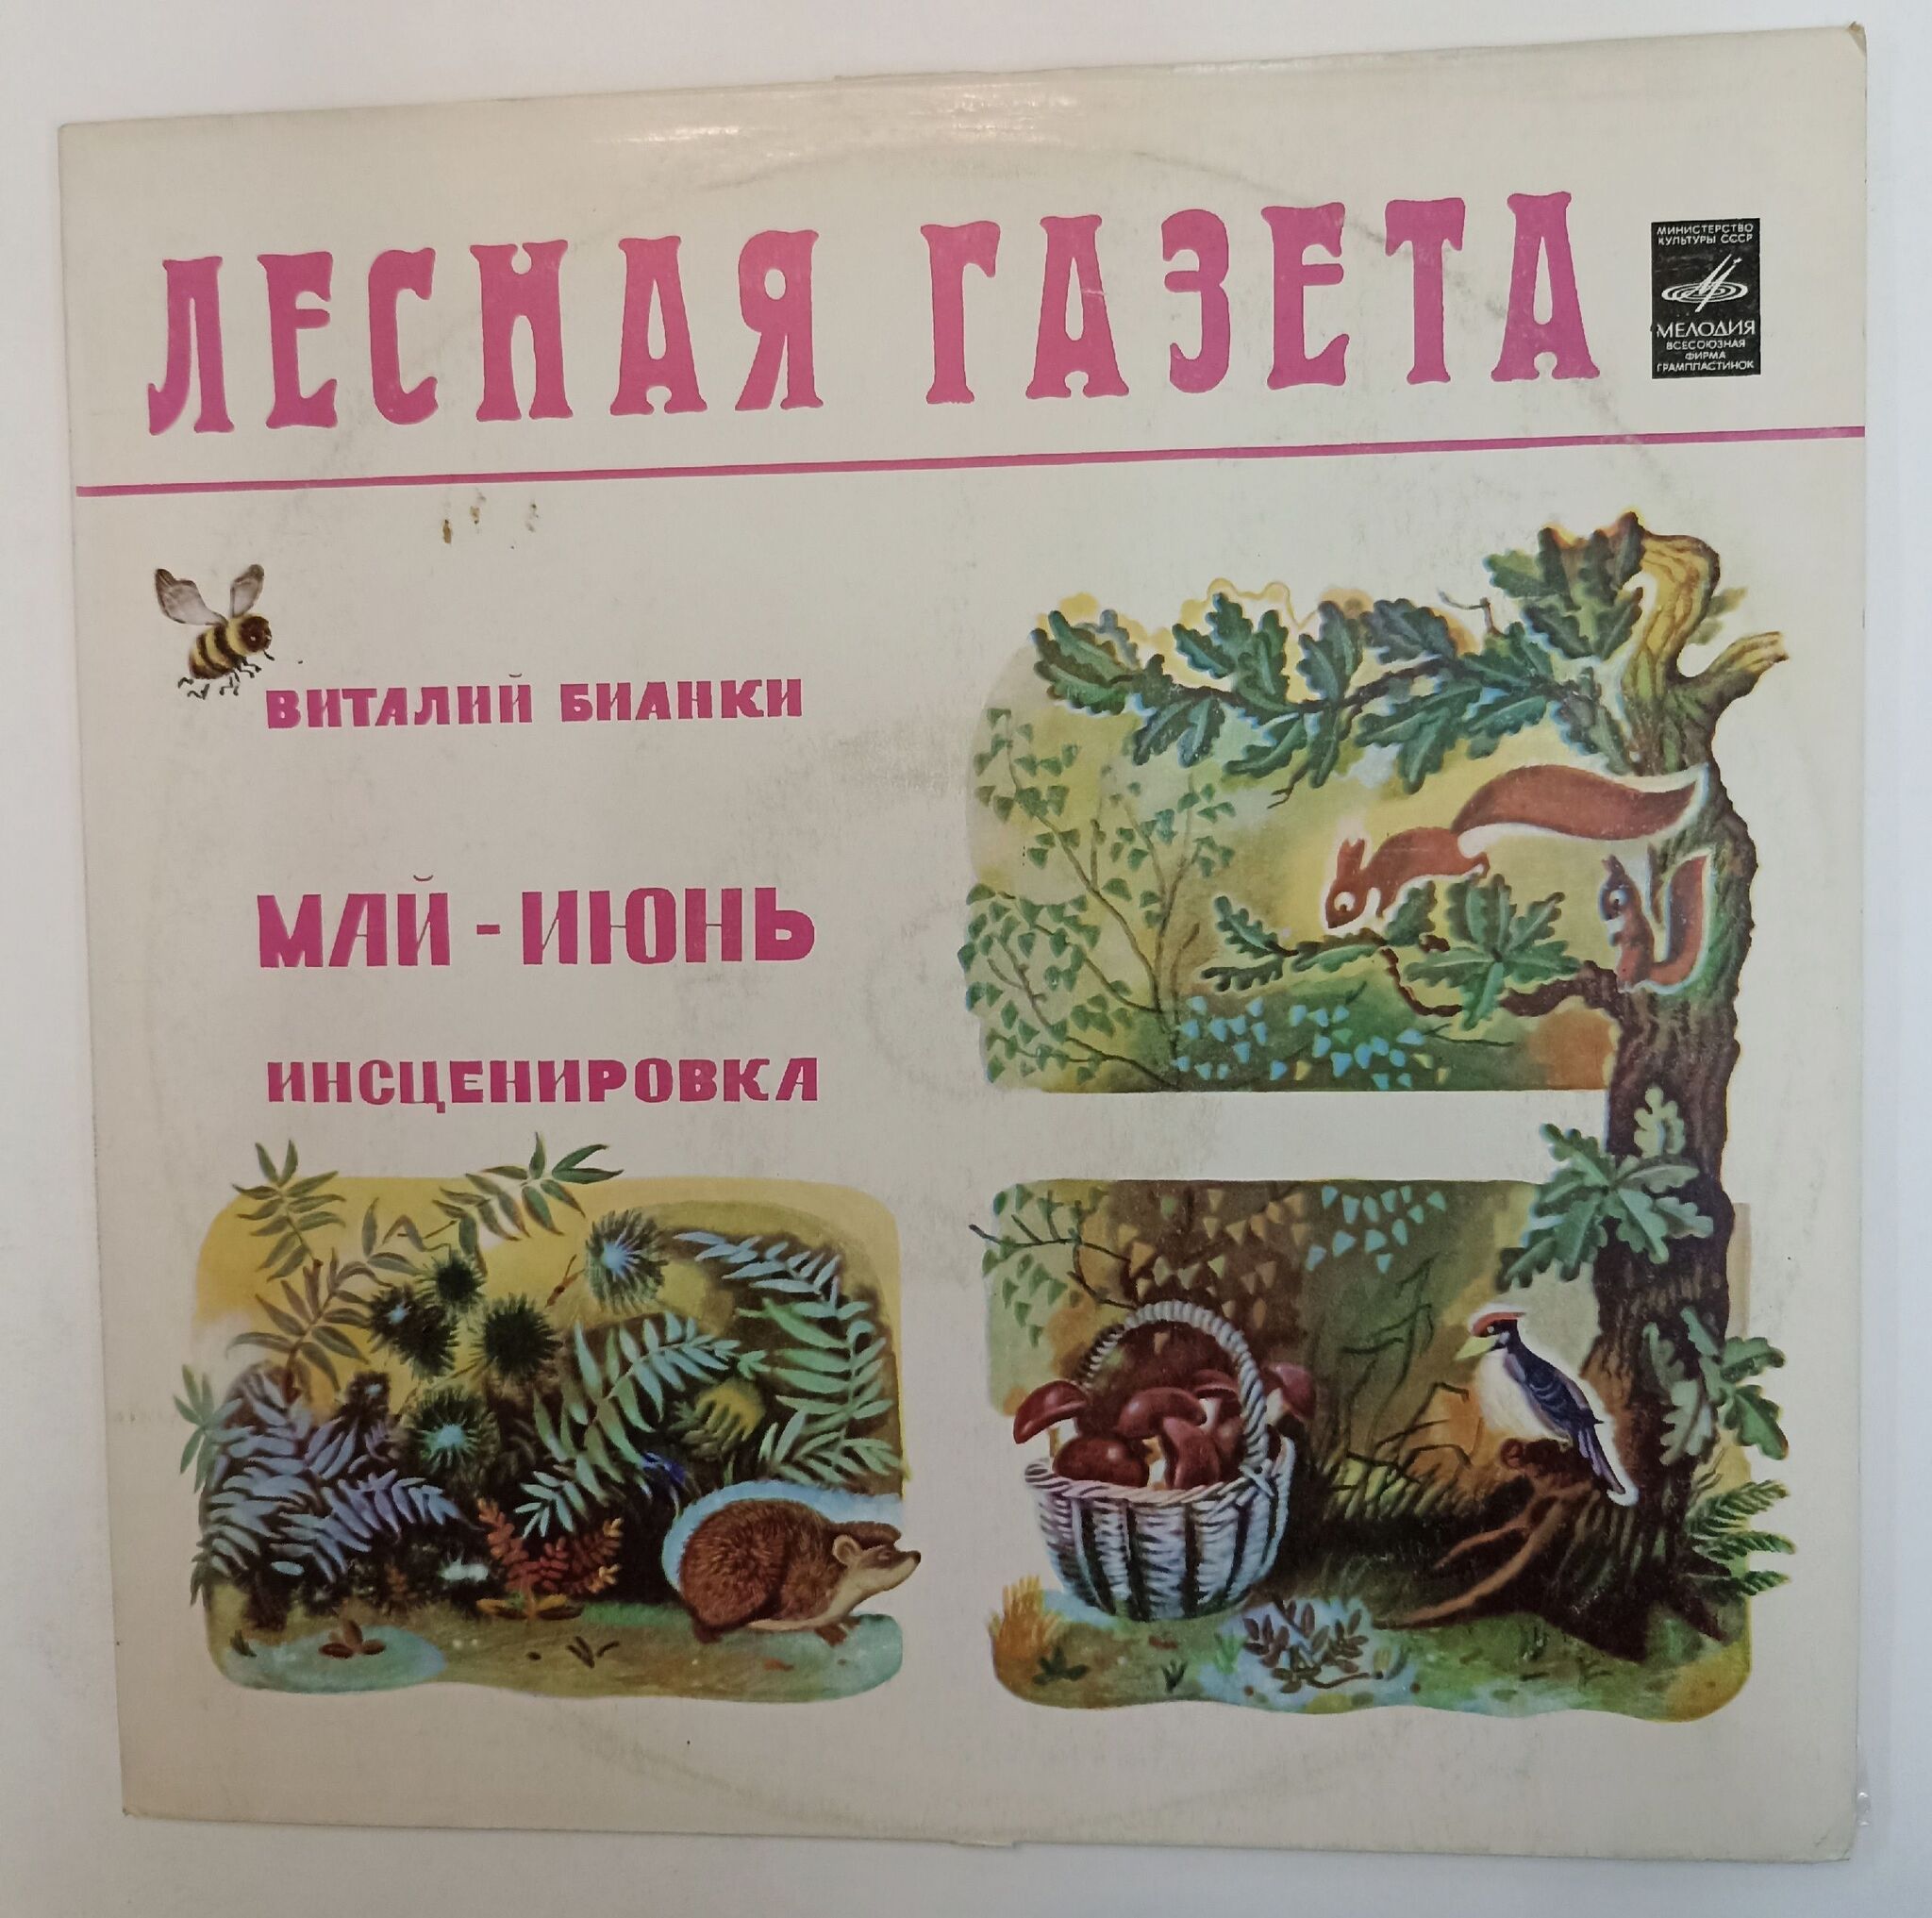 ЛЕСНАЯ ГАЗЕТА
МИНИСТЕРСТВО
КУЛЬТУРЫ СССР
МЕЛОДИЯ
ВСЕСОЮЗНАЯ
ФИРМА
ГРАМПЛАСТИНОК
ВИТАЛИЙ БИАНКИ
МАЙ - ИЮНЬ
ИНСЦЕНИРОВКА